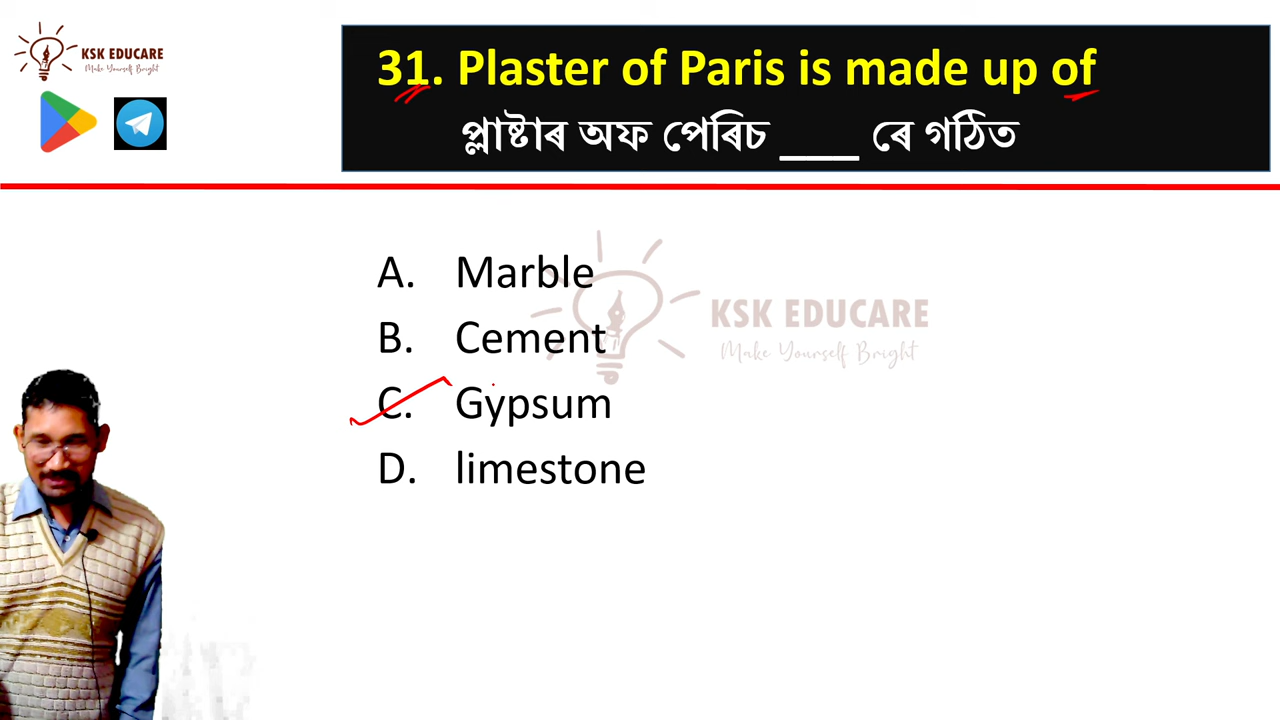 KSK EDUCARE
Make Yourself Bright
31. Plaster of Paris is made up of
প্লাষ্টাৰ অফ পেৰিচ ____ ৰে গঠিত
A. Marble
B. Cement
C. Gypsum
D. limestone
KSK EDUCARE
Make Yourself Bright